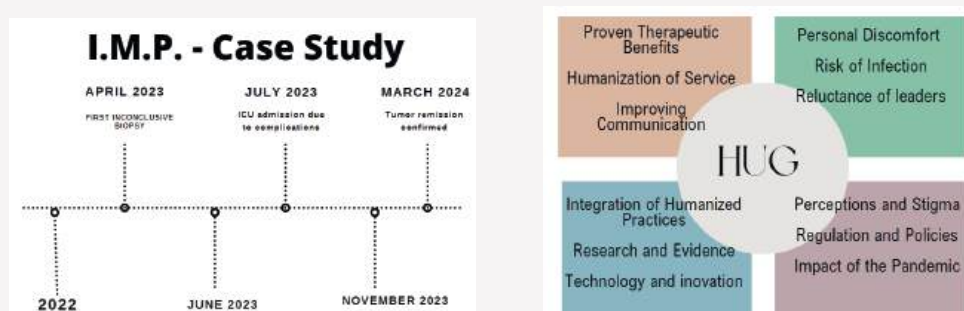 I.M.P. - Case Study
APRIL 2023
JULY 2023
MARCH 2024
FIRST INCONCLUSIVE
BIOPSY
ICU admission due
to complications
Tumor remission
confirmed
2022
JUNE 2023
NOVEMBER 2023
Proven Therapeutic
Benefits
Humanization of Service
Improving
Communication
Personal Discomfort
Risk of Infection
Reluctance of leaders
HUG
Integration of Humanized
Practices
Research and Evidence
Technology and inovation
Perceptions and Stigma
Regulation and Policies
Impact of the Pandemic